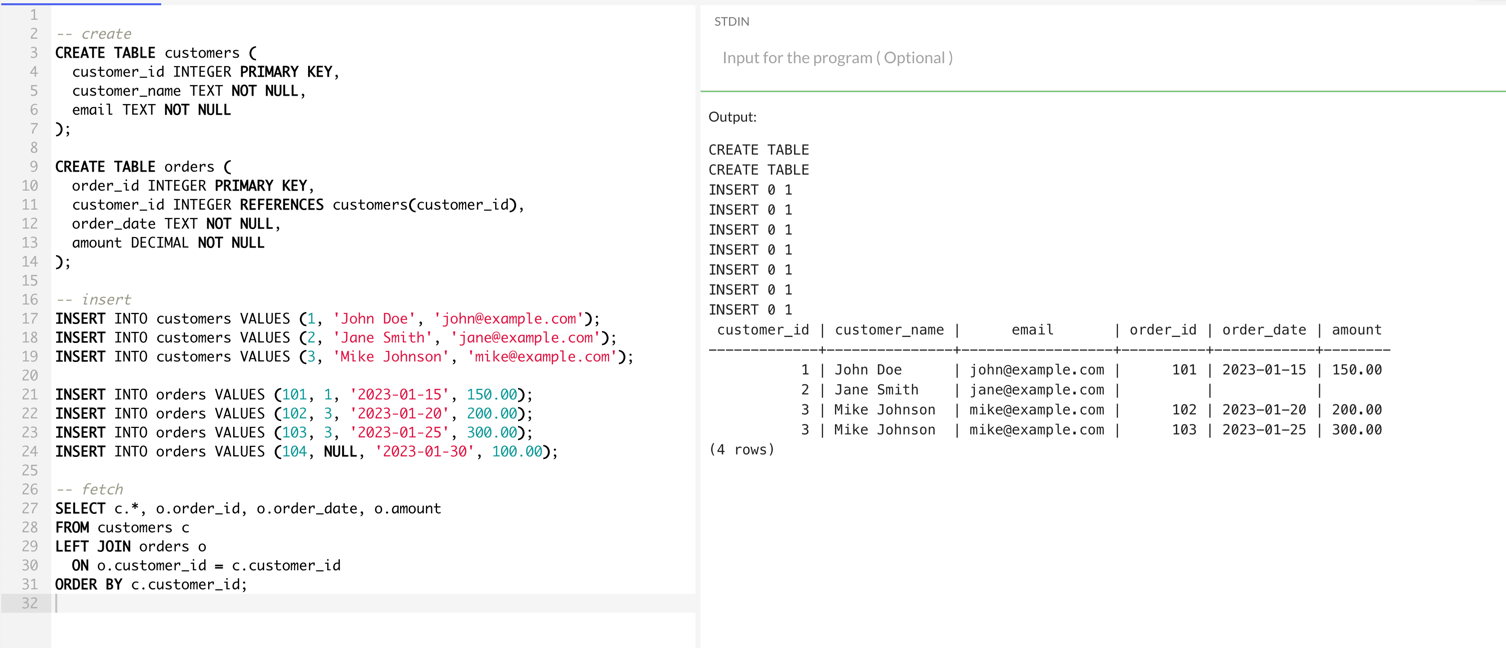 1
2 -- create
3 CREATE TABLE customers (
4 customer_id INTEGER PRIMARY KEY,
5 customer_name TEXT NOT NULL,
6 email TEXT NOT NULL
7 );
8
9 CREATE TABLE orders (
10 order_id INTEGER PRIMARY KEY,
11 customer_id INTEGER REFERENCES customers(customer_id),
12 order_date TEXT NOT NULL,
13 amount DECIMAL NOT NULL
14 );
15
16 -- insert
17 INSERT INTO customers VALUES (1, 'John Doe', 'john@example.com');
18 INSERT INTO customers VALUES (2, 'Jane Smith', 'jane@example.com');
19 INSERT INTO customers VALUES (3, 'Mike Johnson', 'mike@example.com');
20
21 INSERT INTO orders VALUES (101, 1, '2023-01-15', 150.00);
22 INSERT INTO orders VALUES (102, 3, '2023-01-20', 200.00);
23 INSERT INTO orders VALUES (103, 3, '2023-01-25', 300.00);
24 INSERT INTO orders VALUES (104, NULL, '2023-01-30', 100.00);
25
26 -- fetch
27 SELECT c.*, o.order_id, o.order_date, o.amount
28 FROM customers c
29 LEFT JOIN orders o
30 ON o.customer_id = c.customer_id
31 ORDER BY c.customer_id;
32
STDIN
Input for the program ( Optional )
Output:
CREATE TABLE
CREATE TABLE
INSERT 0 1
INSERT 0 1
INSERT 0 1
INSERT 0 1
INSERT 0 1
INSERT 0 1
INSERT 0 1
 customer_id | customer_name |      email       | order_id | order_date | amount
-------------+---------------+------------------+----------+------------+--------
           1 | John Doe      | john@example.com |      101 | 2023-01-15 | 150.00
           2 | Jane Smith    | jane@example.com |          |            |
           3 | Mike Johnson  | mike@example.com |      102 | 2023-01-20 | 200.00
           3 | Mike Johnson  | mike@example.com |      103 | 2023-01-25 | 300.00
(4 rows)